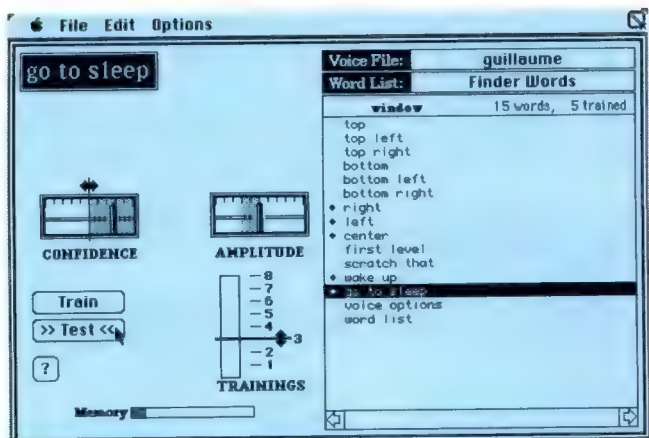 File Edit Options
go to sleep
Voice File: guillaume
Word List: Finder Words
window 15 words, 5 trained
top
top left
top right
bottom
bottom left
bottom right
right
left
center
first level
scratch that
wake up
go to sleep
voice options
word list
CONFIDENCE
AMPLITUDE
Train
>> Test <<
?
8
7
6
5
4
3
2
1
TRAININGS
Memory